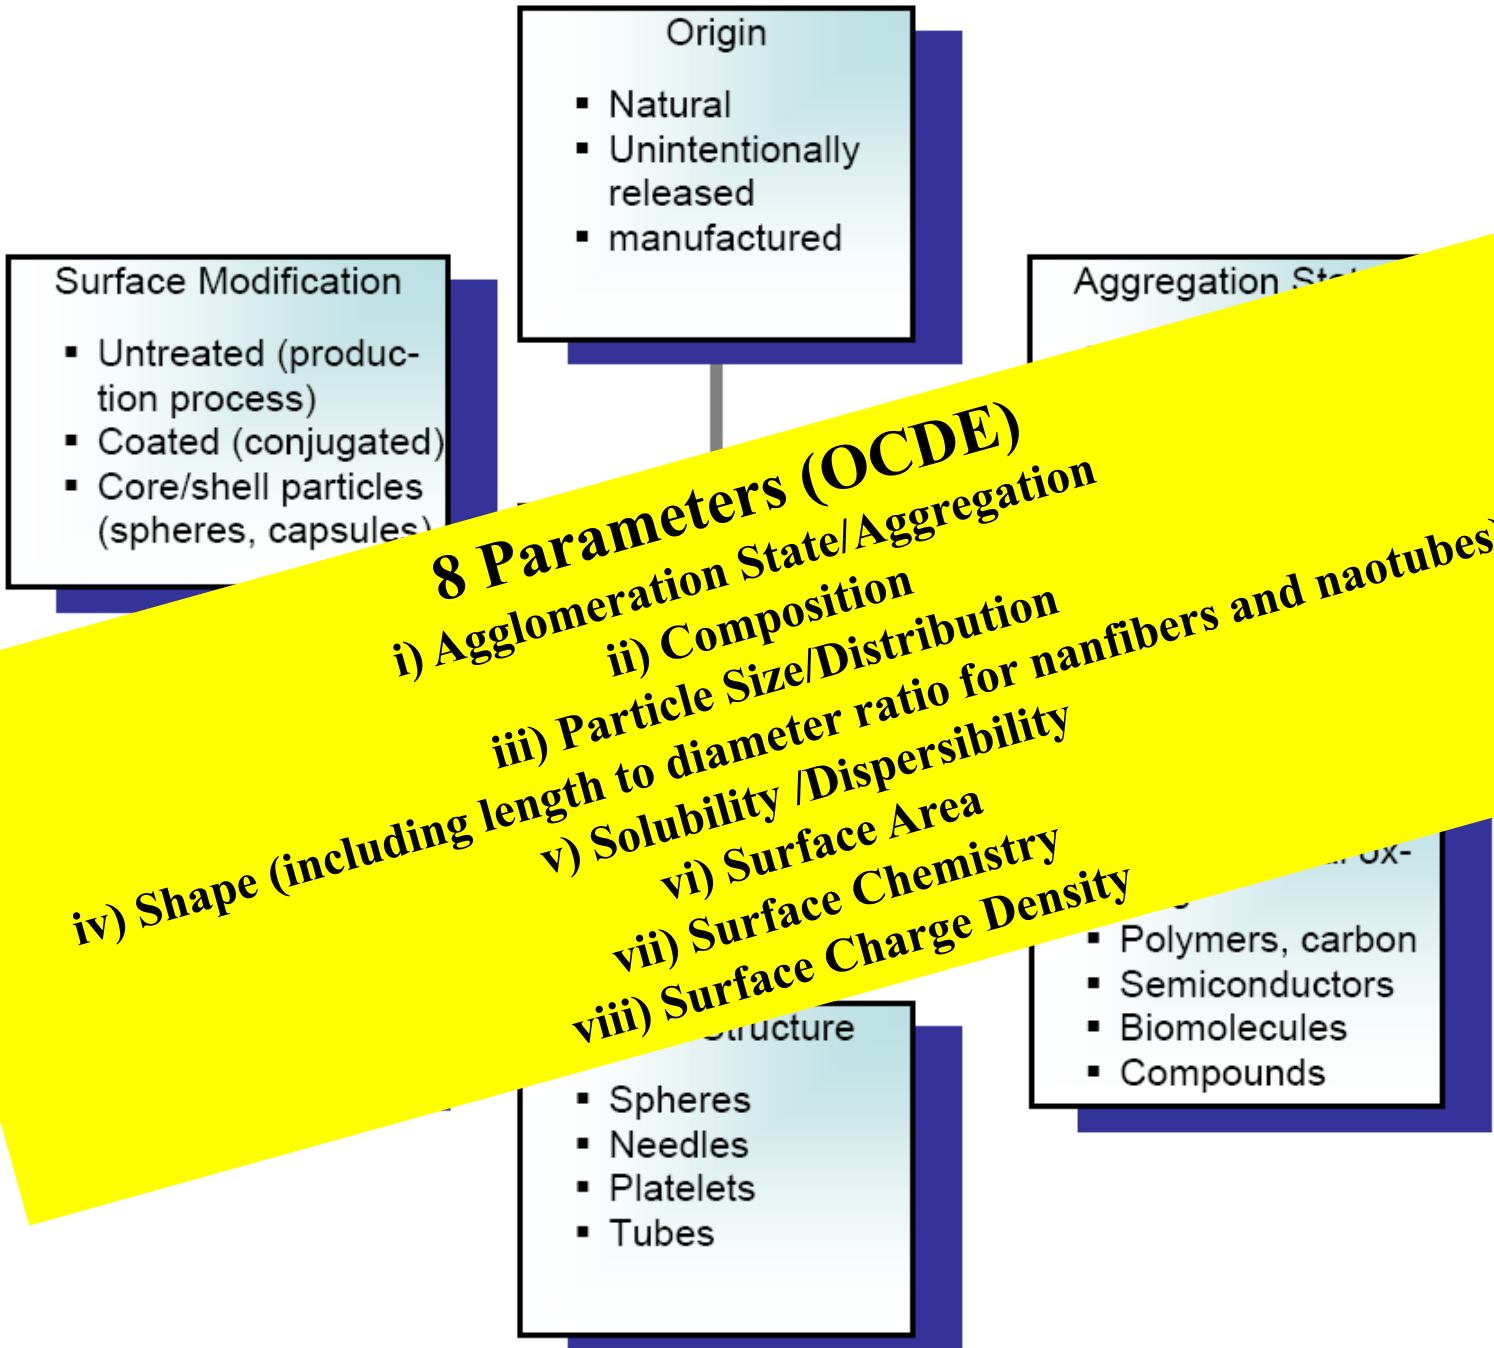 Origin
Natural
Unintentionally
released
manufactured
Surface Modification
Untreated (produc-
tion process)
Coated (conjugated)
Core/shell particles
(spheres, capsules)
Aggregation
8 Parameters (OCDE)
i) Agglomeration State/Aggregation
ii) Composition
iii) Particle Size/Distribution
iv) Shape (including length to diameter ratio for nanfibers and naotubes)
v) Solubility /Dispersibility
vi) Surface Area
vii) Surface Chemistry
viii) Surface Charge Density
ox-
Polymers, carbon
Semiconductors
Biomolecules
Compounds
Structure
Spheres
Needles
Platelets
Tubes